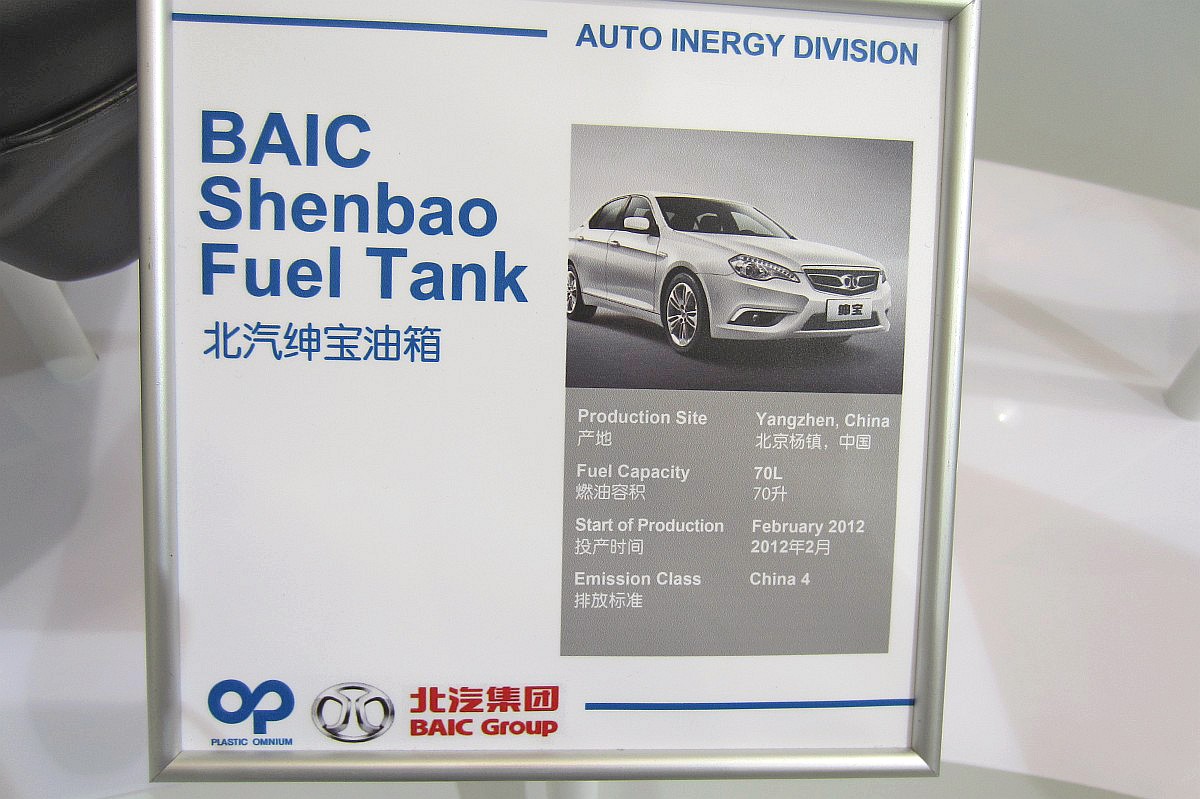 AUTO INERGY DIVISION
BAIC
Shenbao
Fuel Tank
北汽绅宝油箱
绅宝
Production Site Yangzhen, China
产地 北京杨镇，中国
Fuel Capacity 70L
燃油容积 70升
Start of Production February 2012
投产时间 2012年2月
Emission Class China 4
排放标准
OP
PLASTIC OMNIUM
北汽集团
BAIC Group